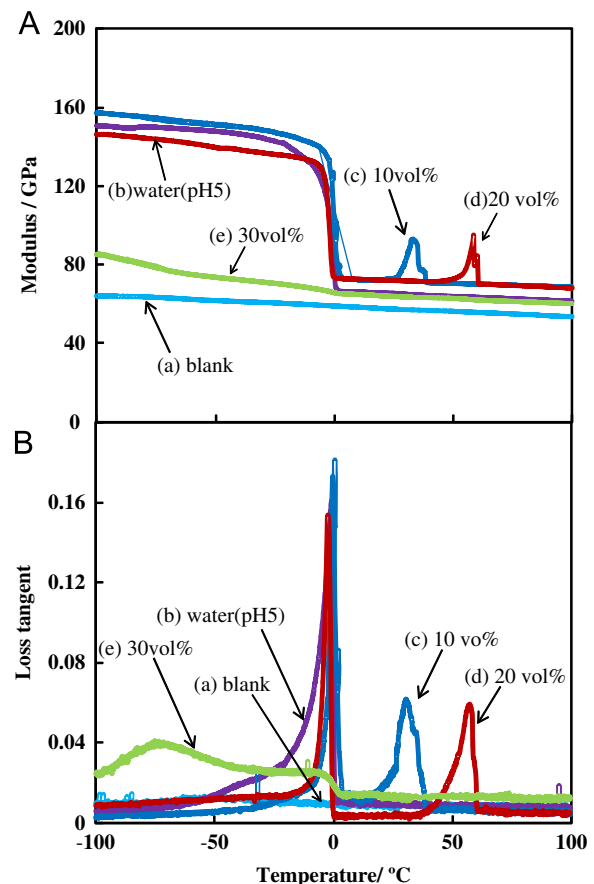 A
200
160
120
80
40
0
Modulus / GPa
(b)water(pH5)
(c) 10vol%
(d)20 vol%
(e) 30vol%
(a) blank
B
0.16
0.12
0.08
0.04
0
Loss tangent
(b) water(pH5)
(e) 30vol%
(a) blank
(c) 10 vo%
(d) 20 vol%
-100
-50
0
50
100
Temperature/ ºC